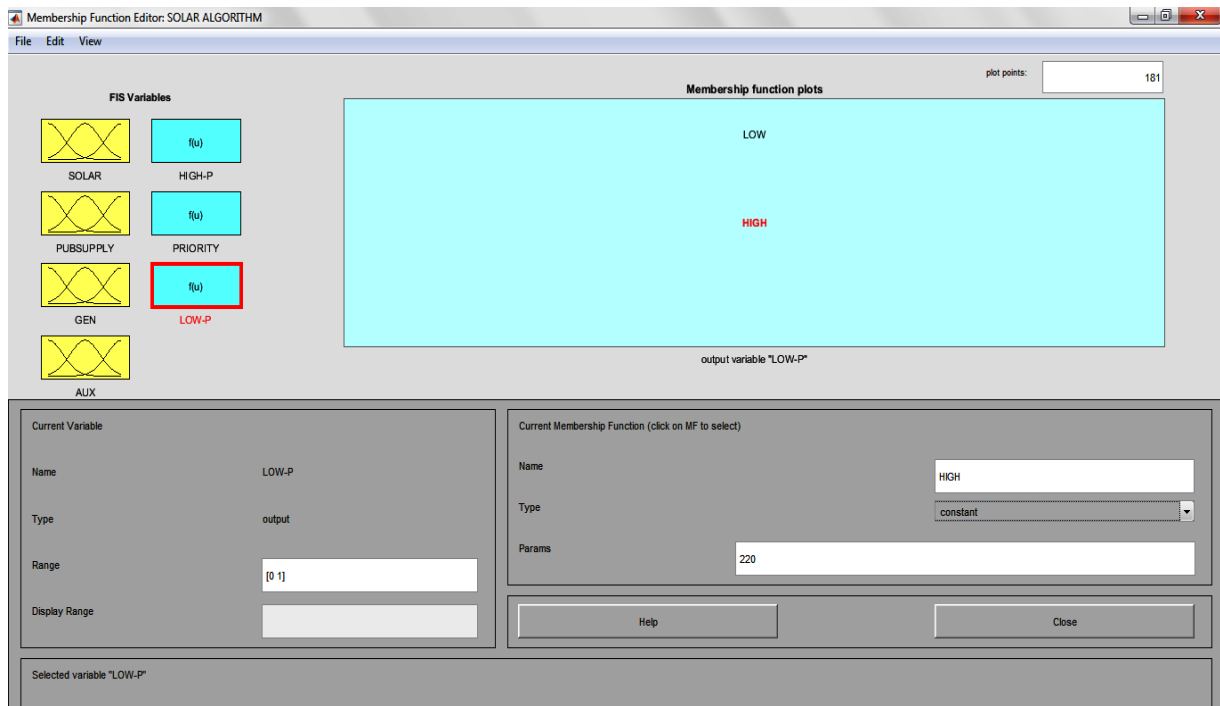 Membership Function Editor: SOLAR ALGORITHM
File Edit View
plot points:
181
FIS Variables
Membership function plots
f(u)
SOLAR
HIGH-P
f(u)
PUBSUPPLY
PRIORITY
f(u)
GEN
LOW-P
AUX
LOW
HIGH
output variable "LOW-P"
Current Variable
Name
LOW-P
Type
output
Range
[0 1]
Display Range
Current Membership Function (click on MF to select)
Name
HIGH
Type
constant
Params
220
Help
Close
Selected variable "LOW-P"